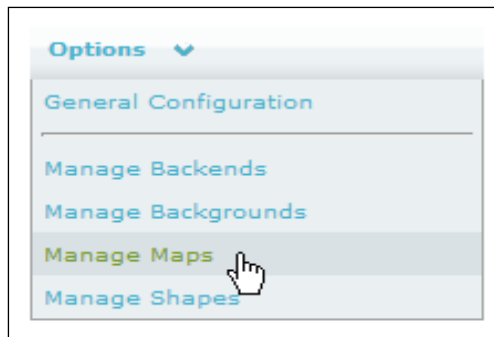 Options
General Configuration
Manage Backends
Manage Backgrounds
Manage Maps
Manage Shapes